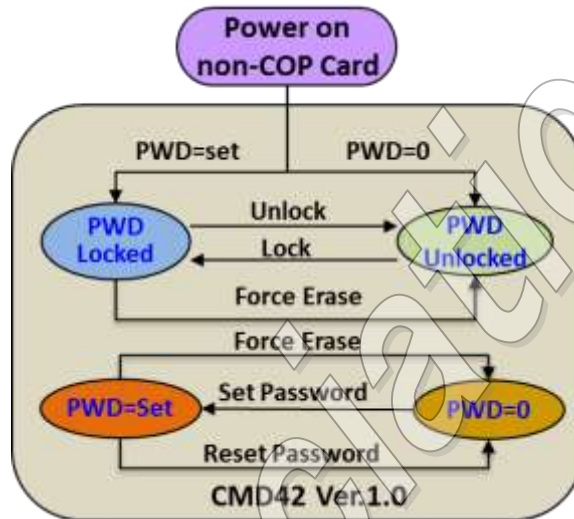 Power on
non-COP Card
PWD=set
PWD=0
PWD
Locked
Unlock
Lock
PWD
Unlocked
Force Erase
Force Erase
PWD=Set
Set Password
PWD=0
Reset Password
CMD42 Ver.1.0